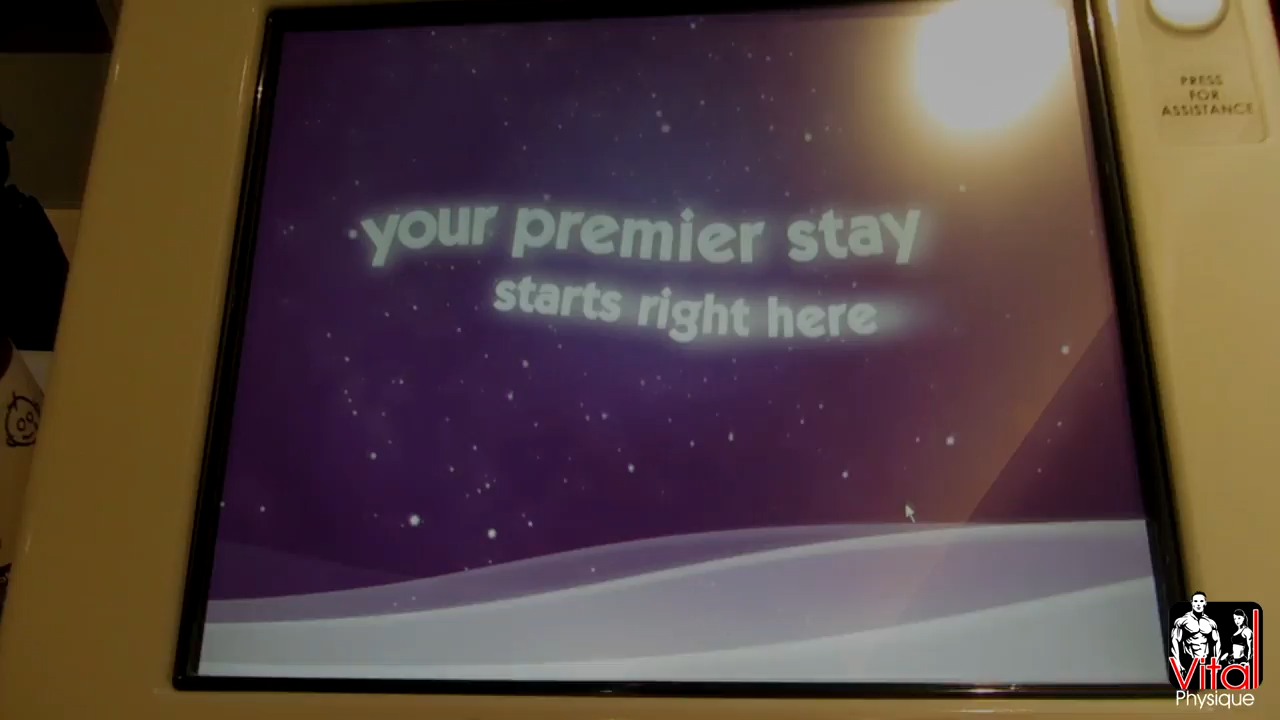 PRESS
FOR
ASSISTANCE
your premier stay
starts right here
Vital
Physique